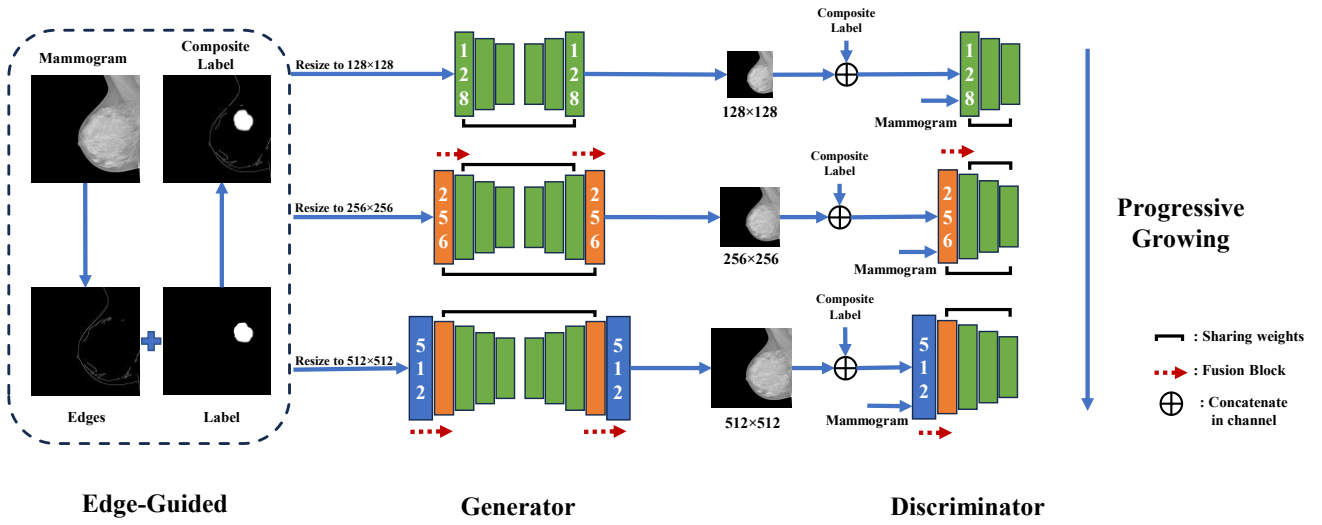 Mammogram
Composite
Label
Edges
Label
Edge-Guided
Resize to 128×128
Resize to 256×256
Resize to 512×512
1
2
8
1
2
8
2
5
6
2
5
6
5
1
2
5
1
2
Generator
128×128
256×256
512×512
Composite
Label
Mammogram
1
2
8
Composite
Label
Mammogram
2
5
6
Composite
Label
Mammogram
5
1
2
Discriminator
Progressive
Growing
: Sharing weights
: Fusion Block
: Concatenate
in channel